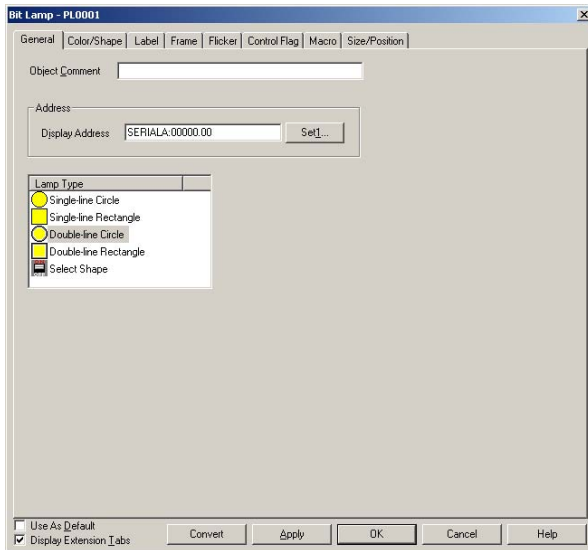 Bit Lamp - PL0001
General Color/Shape Label Frame Flicker Control Flag Macro Size/Position
Object Comment
Address
Display Address SERIALA:00000.00 Set1...
Lamp Type
Single-line Circle
Single-line Rectangle
Double-line Circle
Double-line Rectangle
Select Shape
Use As Default
Display Extension Tabs
Convert Apply OK Cancel Help